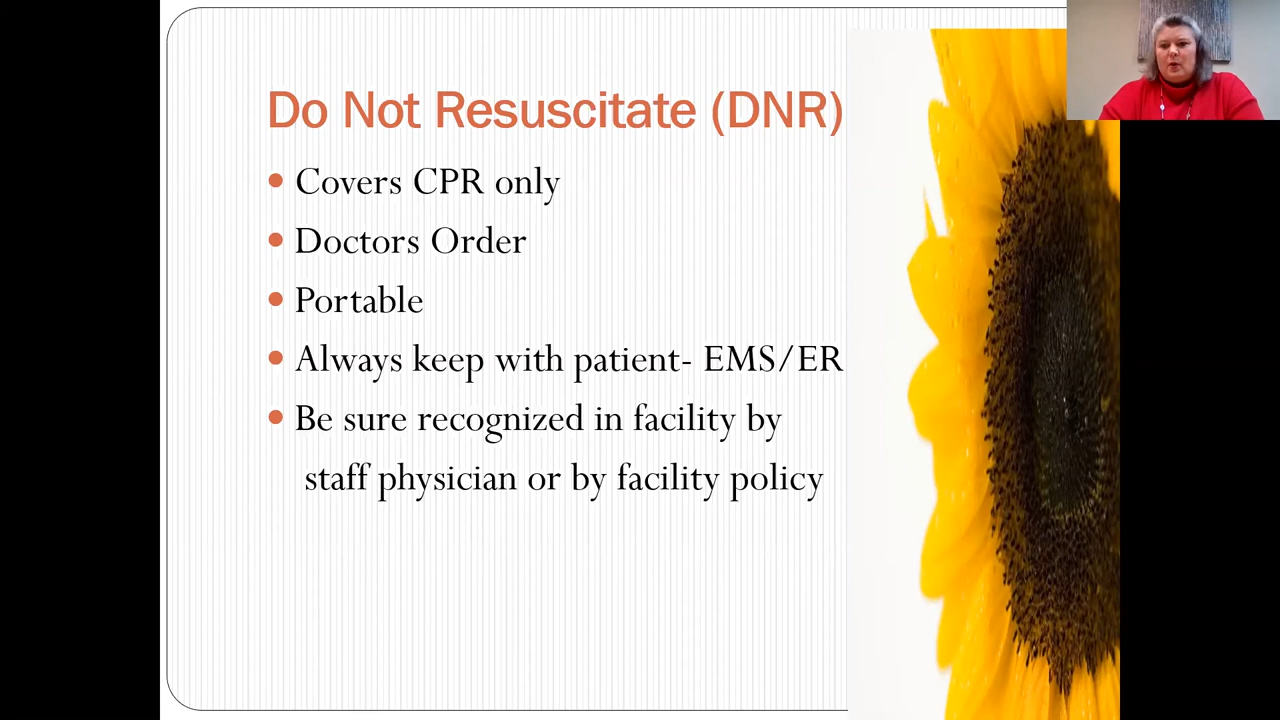 Do Not Resuscitate (DNR)
Covers CPR only
Doctors Order
Portable
Always keep with patient- EMS/ER
Be sure recognized in facility by
staff physician or by facility policy